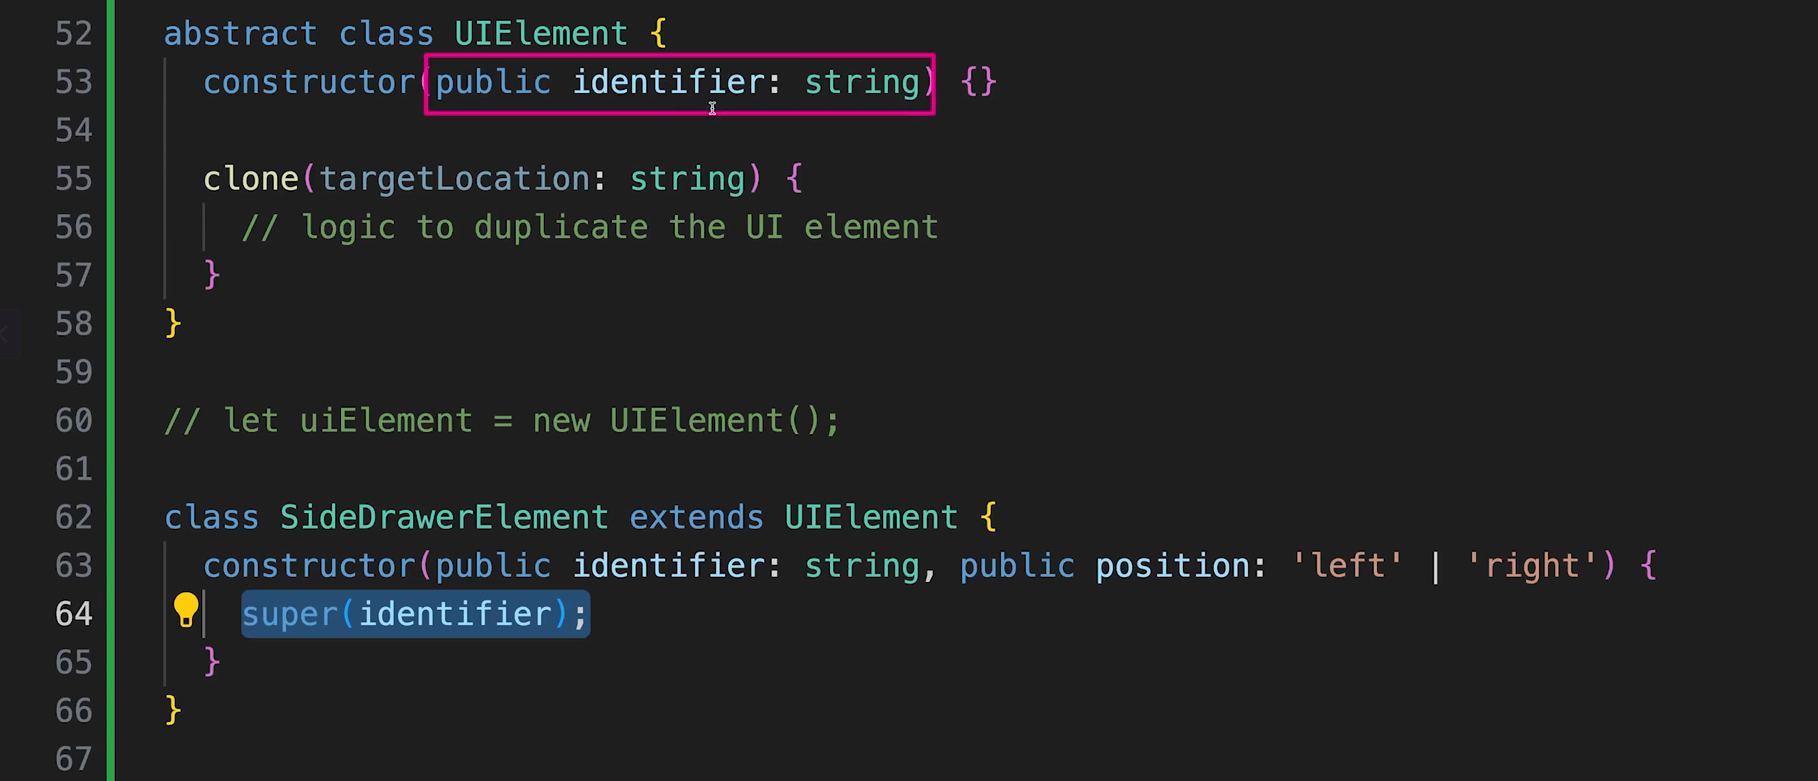 52 abstract class UIElement {
53 constructor(public identifier: string) {}
54
55 clone(targetLocation: string) {
56 // logic to duplicate the UI element
57 }
58 }
59
60 // let uiElement = new UIElement();
61
62 class SideDrawerElement extends UIElement {
63 constructor(public identifier: string, public position: 'left' | 'right') {
64 super(identifier);
65 }
66 }
67